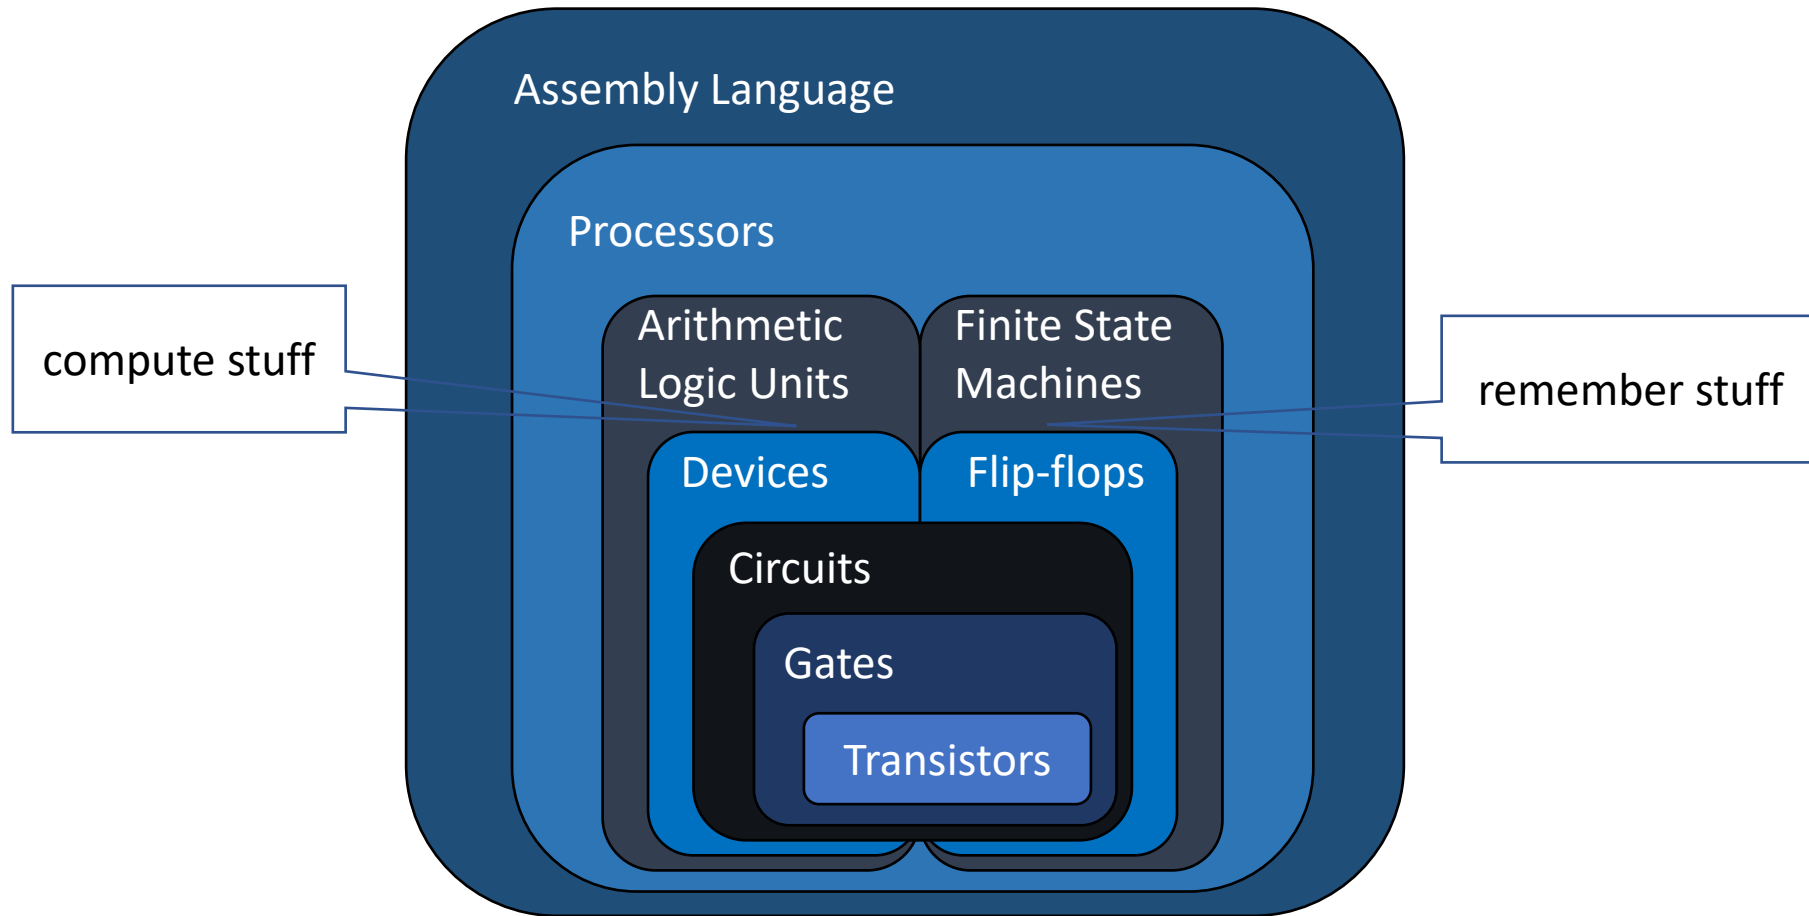 Assembly Language
Processors
compute stuff
Arithmetic
Logic Units
Finite State
Machines
remember stuff
Devices
Flip-flops
Circuits
Gates
Transistors